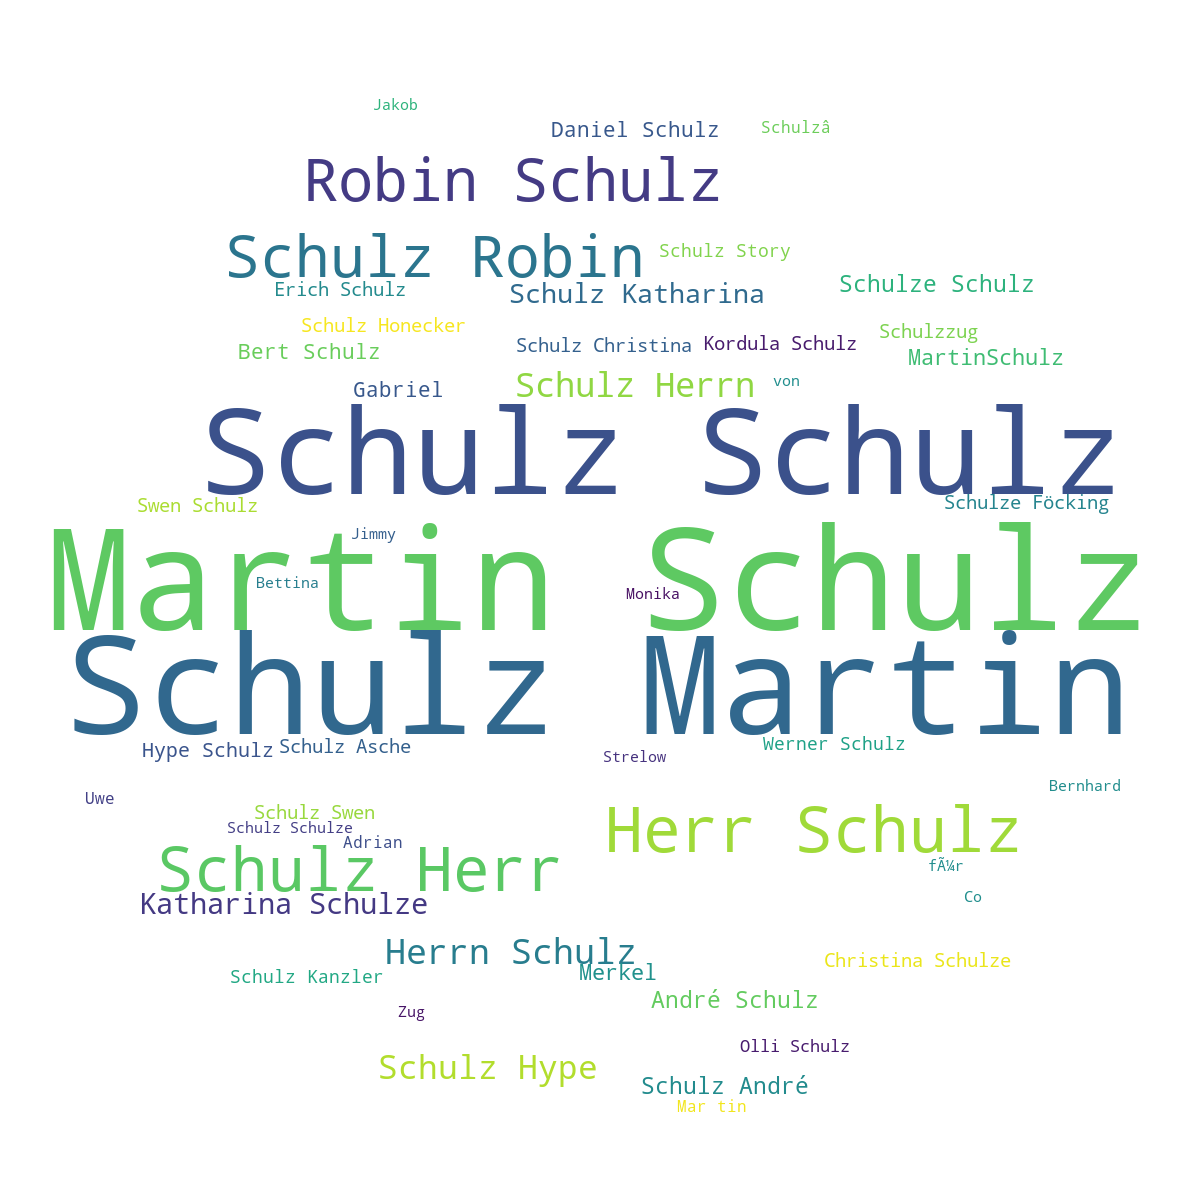 Jakob
Daniel Schulz
Schulzâ
Robin Schulz
Schulz Robin
Schulz Story
Erich Schulz
Schulz Katharina
Schulze Schulz
Schulz Honecker
Schulzzug
Bert Schulz
Schulz Christina
Kordula Schulz
MartinSchulz
Gabriel
Schulz Herrn
von
Schulz Schulz
Swen Schulz
Schulze Föcking
Jimmy
Martin Schulz
Bettina
Monika
Schulz Martin
Hype Schulz
Schulz Asche
Strelow
Werner Schulz
Uwe
Bernhard
Schulz Swen
Schulz Schulze
Adrian
Herr Schulz
Schulz Herr
fÃ¼r
Katharina Schulze
Co
Herrn Schulz
Merkel
Christina Schulze
Schulz Kanzler
André Schulz
Zug
Olli Schulz
Schulz Hype
Schulz André
Mar tin